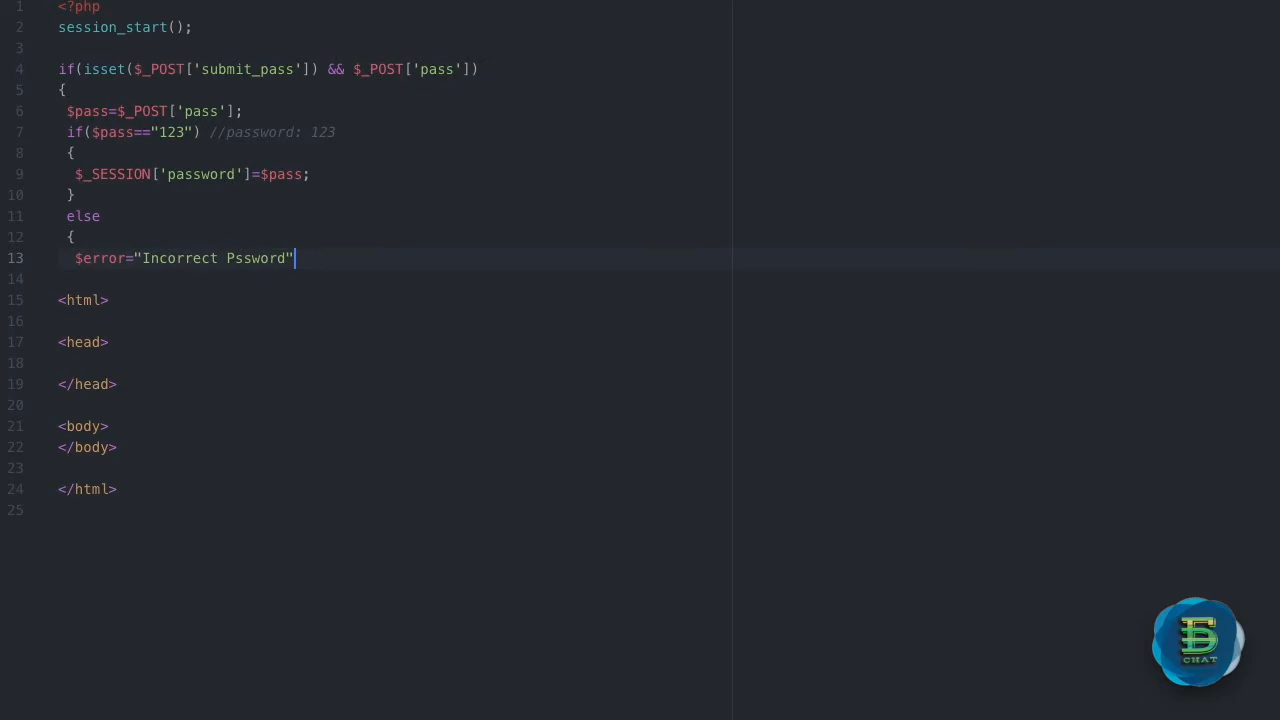 1 <?php
2 session_start();
3
4 if(isset($_POST['submit_pass']) && $_POST['pass'])
5 {
6 $pass=$_POST['pass'];
7 if($pass=="123") //password: 123
8 {
9 $_SESSION['password']=$pass;
10 }
11 else
12 {
13 $error="Incorrect Pssword"
14
15 <html>
16
17 <head>
18
19 </head>
20
21 <body>
22 </body>
23
24 </html>
25
CHAT